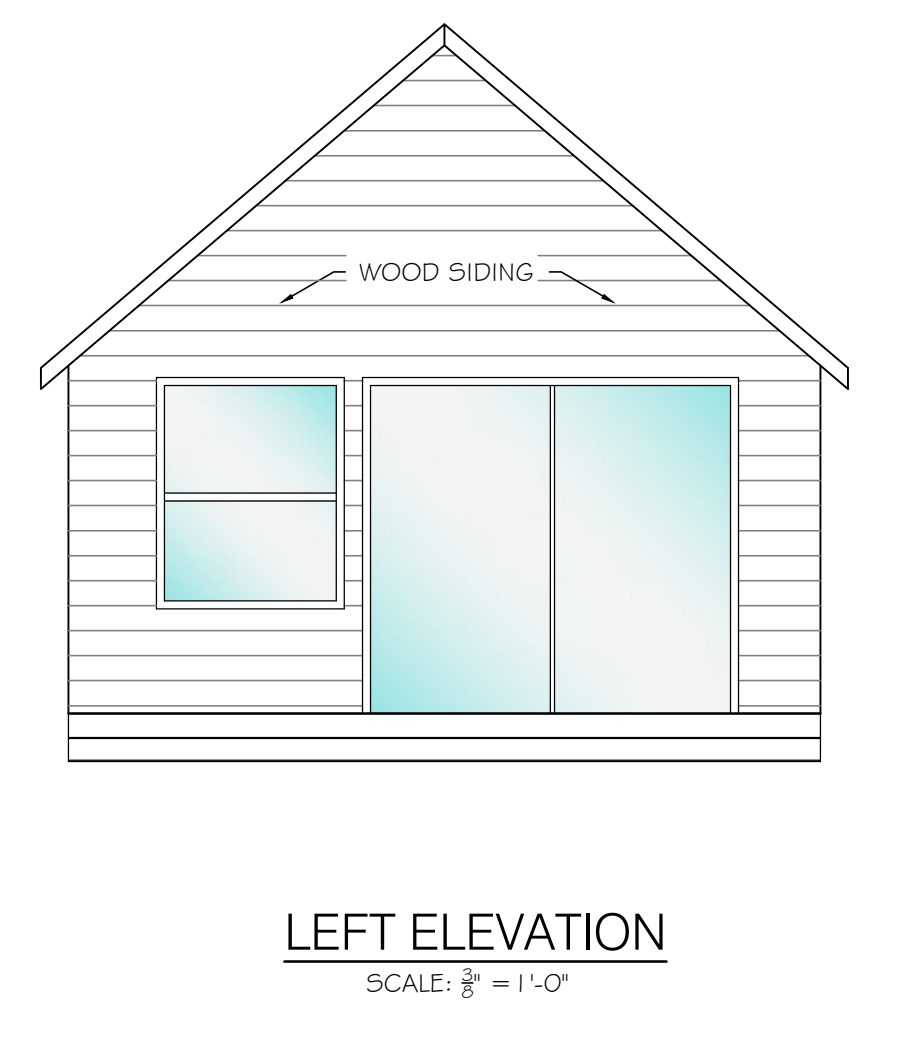 WOOD SIDING
LEFT ELEVATION
SCALE: 3/8" = 1'-0"